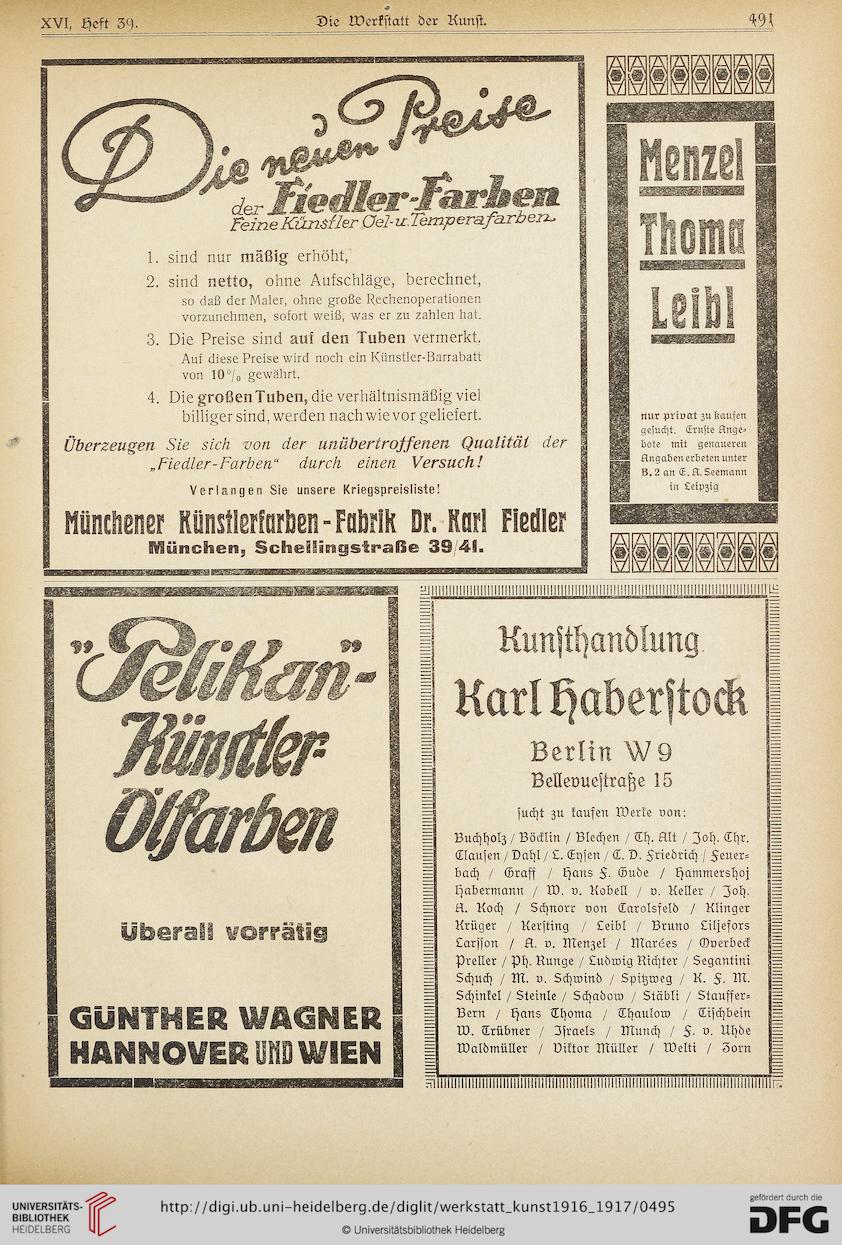 XVI, Heft 39.
Die Werkstatt der Kunst.
491
Die neuen Preise
der Fiedler-Farben
Feine Künstler Oel- u. Temperafarben
1. sind nur mäßig erhöht,
2. sind netto, ohne Aufschläge, berechnet,
so daß der Maler, ohne große Rechenoperationen
vorzunehmen, sofort weiß, was er zu zahlen hat.
3. Die Preise sind auf den Tuben vermerkt.
Auf diese Preise wird noch ein Künstler-Barrabatt
von 10 % gewährt.
4. Die großen Tuben, die verhältnismäßig viel
billiger sind, werden nach wie vor geliefert.
Überzeugen Sie sich von der unübertroffenen Qualität der
„Fiedler-Farben“ durch einen Versuch!
Verlangen Sie unsere Kriegspreisliste!
Münchener Künstlerfarben-Fabrik Dr. Karl Fiedler
München, Schellingstraße 39/41.
Menzel
Thoma
Leibl
nur privat zu kaufen
gesucht. Ernste Ange-
bote mit genaueren
Angaben erbeten unter
B. 2 an E. A. Seemann
in Leipzig
"Pelikan"-
Künstler-
Ölfarben
Überall vorrätig
GÜNTHER WAGNER
HANNOVER UND WIEN
Kunsthandlung
Karl Haberstock
Berlin W 9
Bellevuestraße 15
sucht zu kaufen Werke von:
Buchholz / Böcklin / Blechen / Th. Alt / Joh. Chr.
Clausen / Dahl / L. Eysen / C. D. Friedrich / Feuer-
bach / Graff / Hans F. Gude / Hammershoj
Habermann / W. v. Kobell / v. Keller / Joh.
A. Koch / Schnorr von Carolsfeld / Klinger
Krüger / Kersting / Leibl / Bruno Liljefors
Larsson / A. v. Menzel / Marées / Overbeck
Preller / Ph. Runge / Ludwig Richter / Segantini
Schuch / M. v. Schwind / Spitzweg / K. F. M.
Schinkel / Steinle / Schadow / Stäbli / Stauffer-
Bern / Hans Thoma / Thaulow / Tischbein
W. Trübner / Israels / Munch / F. v. Uhde
Waldmüller / Viktor Müller / Welti / Zorn
UNIVERSITÄTS-
BIBLIOTHEK
HEIDELBERG
http://digi.ub.uni-heidelberg.de/diglit/werkstatt_kunst1916_1917/0495
© Universitätsbibliothek Heidelberg
gefördert durch die
DFG